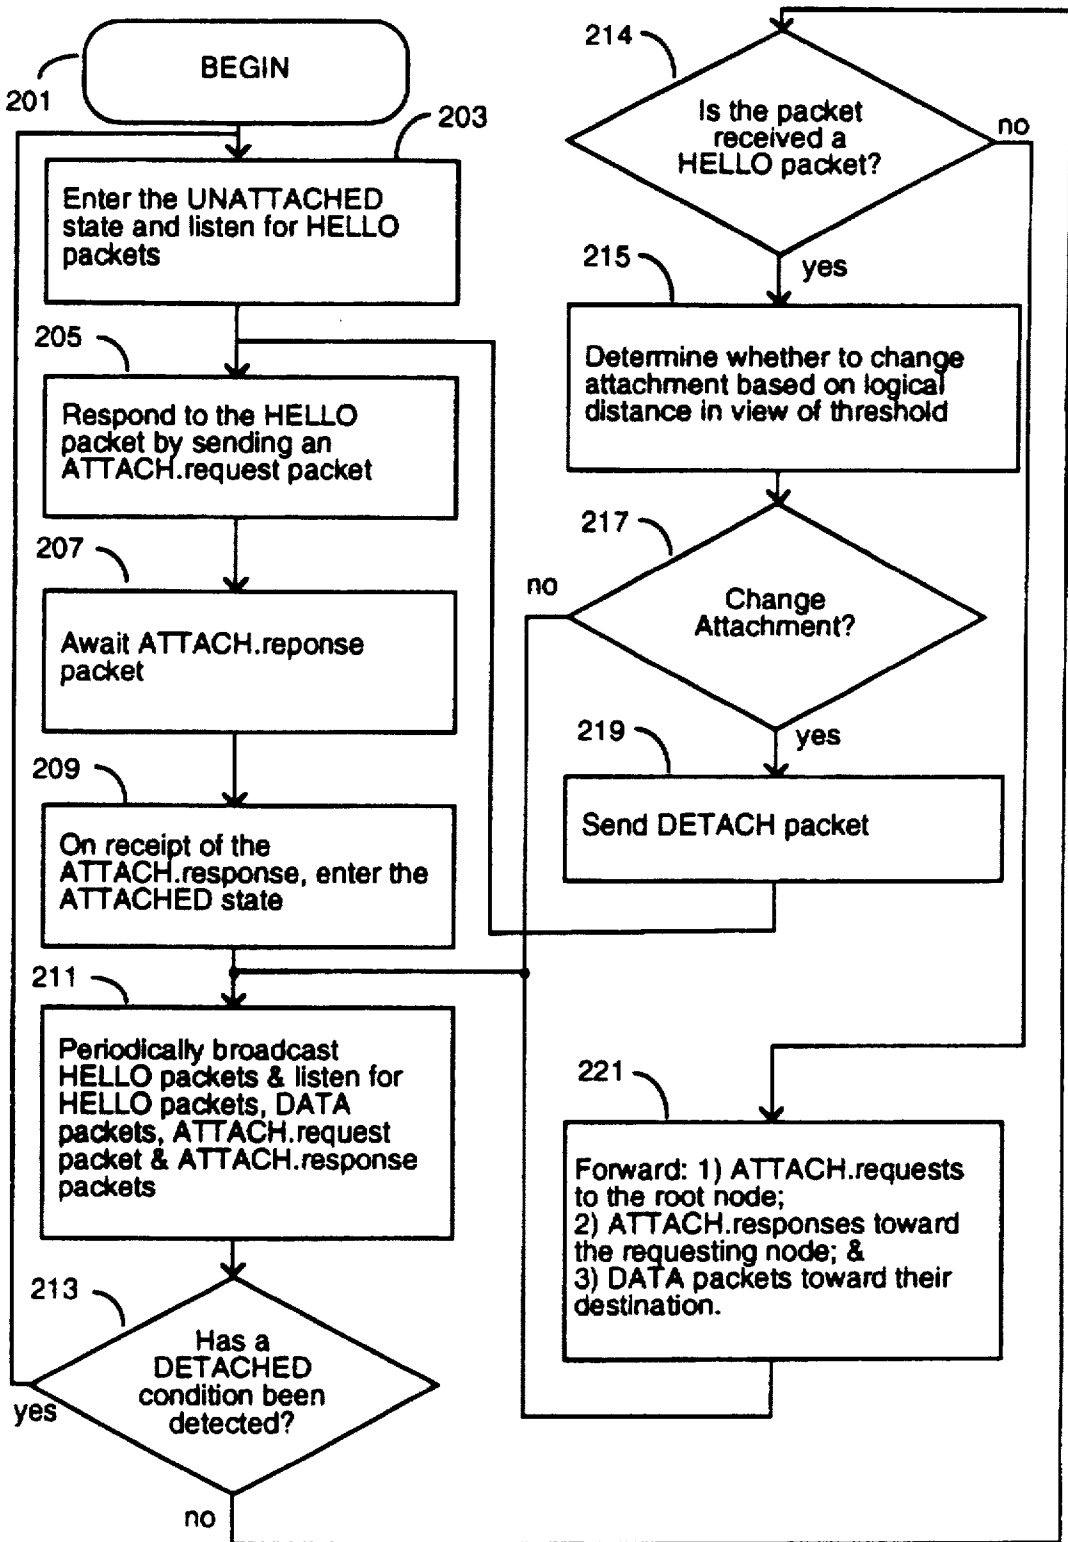 201
BEGIN
203
Enter the UNATTACHED
state and listen for HELLO
packets
205
Respond to the HELLO
packet by sending an
ATTACH.request packet
207
Await ATTACH.reponse
packet
209
On receipt of the
ATTACH.response, enter the
ATTACHED state
211
Periodically broadcast
HELLO packets & listen for
HELLO packets, DATA
packets, ATTACH.request
packet & ATTACH.response
packets
213
Has a
DETACHED
condition been
detected?
yes
no
214
Is the packet
received a
HELLO packet?
no
yes
215
Determine whether to change
attachment based on logical
distance in view of threshold
217
no
Change
Attachment?
yes
219
Send DETACH packet
221
Forward: 1) ATTACH.requests
to the root node;
2) ATTACH.responses toward
the requesting node; &
3) DATA packets toward their
destination.